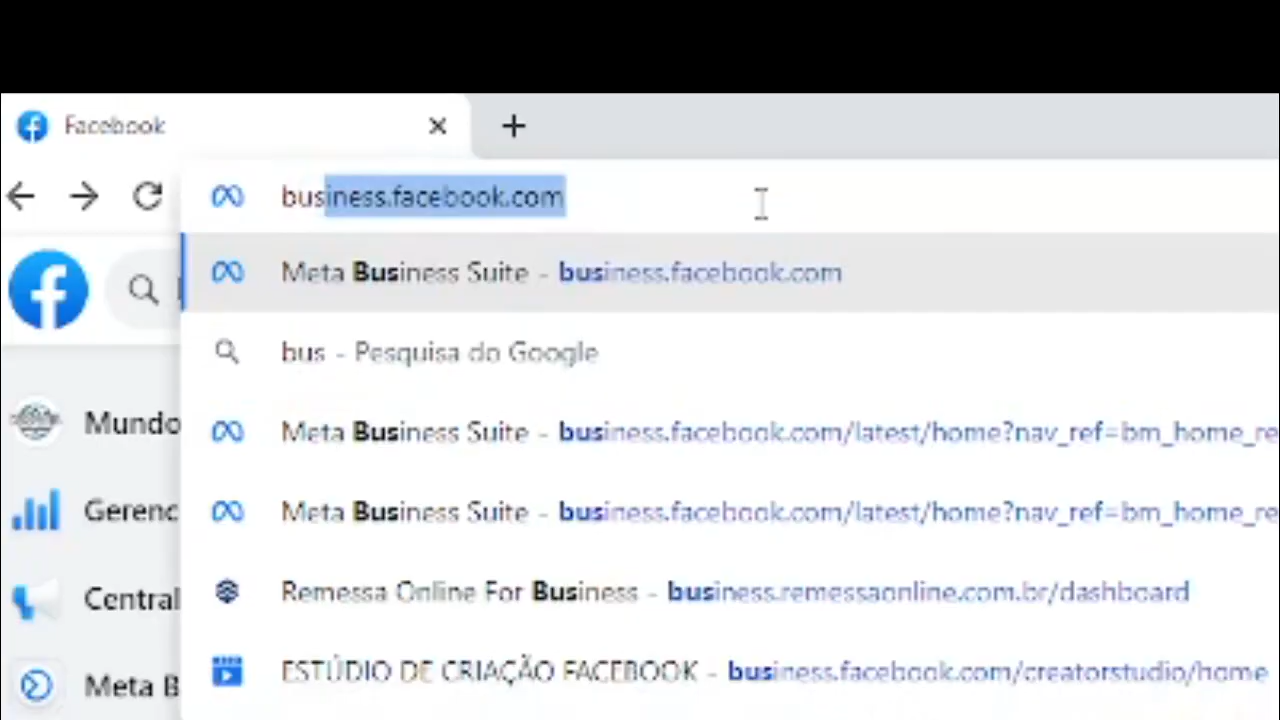 Facebook
business.facebook.com
Meta Business Suite - business.facebook.com
bus - Pesquisa do Google
Mundo
Meta Business Suite - business.facebook.com/latest/home?nav_ref=bm_home_re
Gerenc
Meta Business Suite - business.facebook.com/latest/home?nav_ref=bm_home_re
Central
Remessa Online For Business - business.remessaonline.com.br/dashboard
Meta B
ESTÚDIO DE CRIAÇÃO FACEBOOK - business.facebook.com/creatorstudio/home